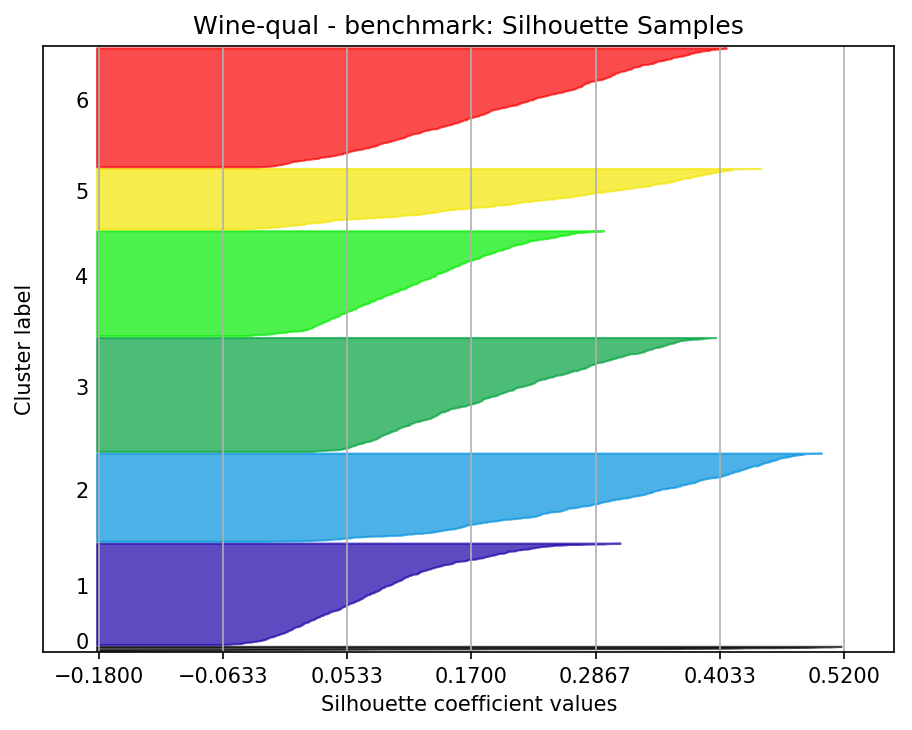 Wine-qual - benchmark: Silhouette Samples
Cluster label
6
5
4
3
2
1
0
−0.1800 −0.0633 0.0533 0.1700 0.2867 0.4033 0.5200
Silhouette coefficient values